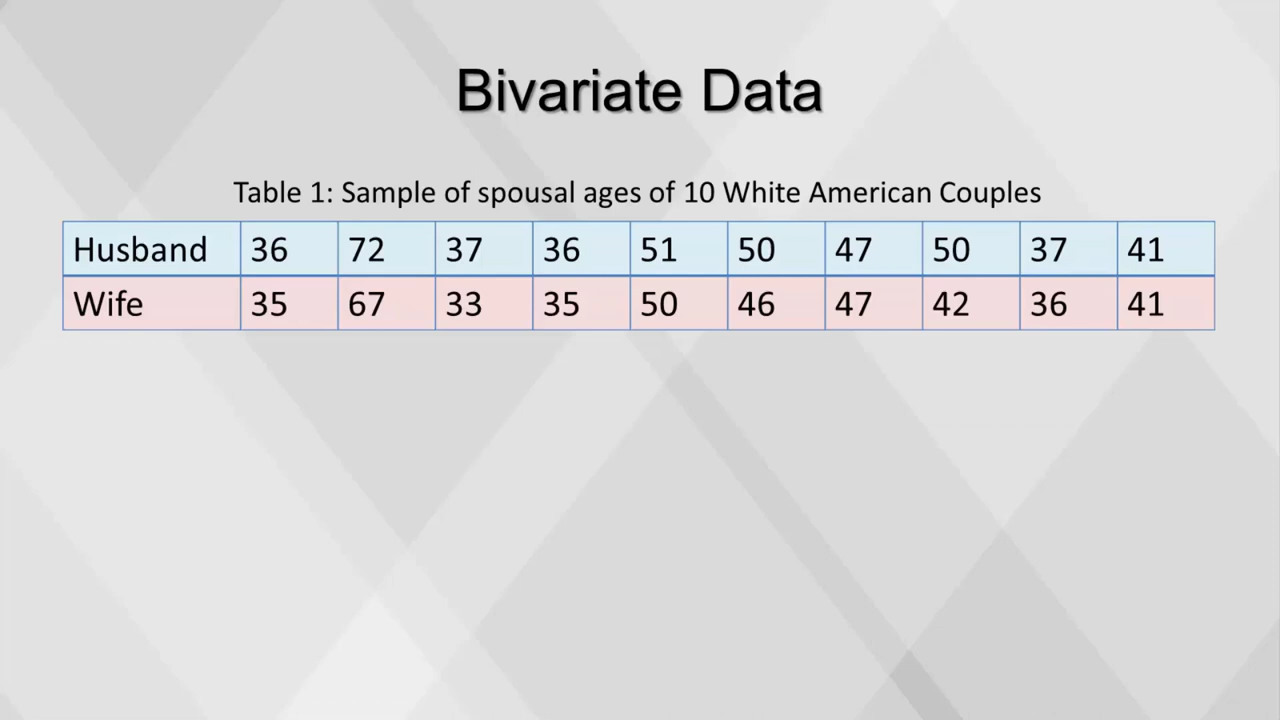 Bivariate Data
Table 1: Sample of spousal ages of 10 White American Couples
Husband 36 72 37 36 51 50 47 50 37 41
Wife 35 67 33 35 50 46 47 42 36 41